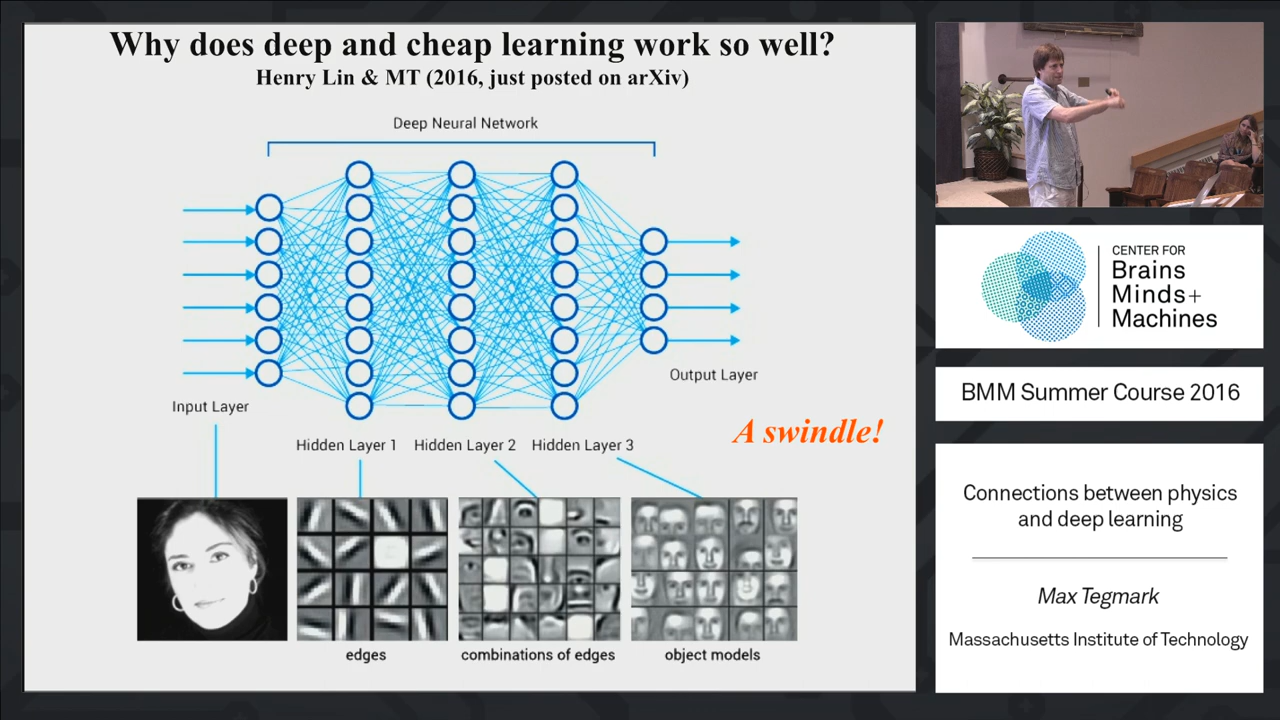 Why does deep and cheap learning work so well?
Henry Lin & MT (2016, just posted on arXiv)
Deep Neural Network
Output Layer
Input Layer
A swindle!
Hidden Layer 1
Hidden Layer 2
Hidden Layer 3
edges
combinations of edges
object models
CENTER FOR
Brains
Minds+
Machines
BMM Summer Course 2016
Connections between physics
and deep learning
Max Tegmark
Massachusetts Institute of Technology